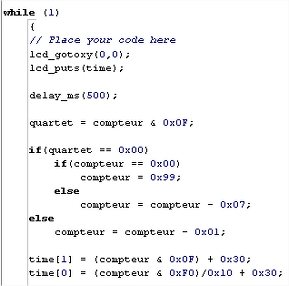 while (1)
{
// Place your code here
lcd_gotoxy(0,0);
lcd_puts(time);
delay_ms(500);
quartet = compteur & 0x0F;
if(quartet == 0x00)
if(compteur == 0x00)
compteur = 0x99;
else
compteur = compteur - 0x07;
else
compteur = compteur - 0x01;
time[1] = (compteur & 0x0F) + 0x30;
time[0] = (compteur & 0xF0)/0x10 + 0x30;